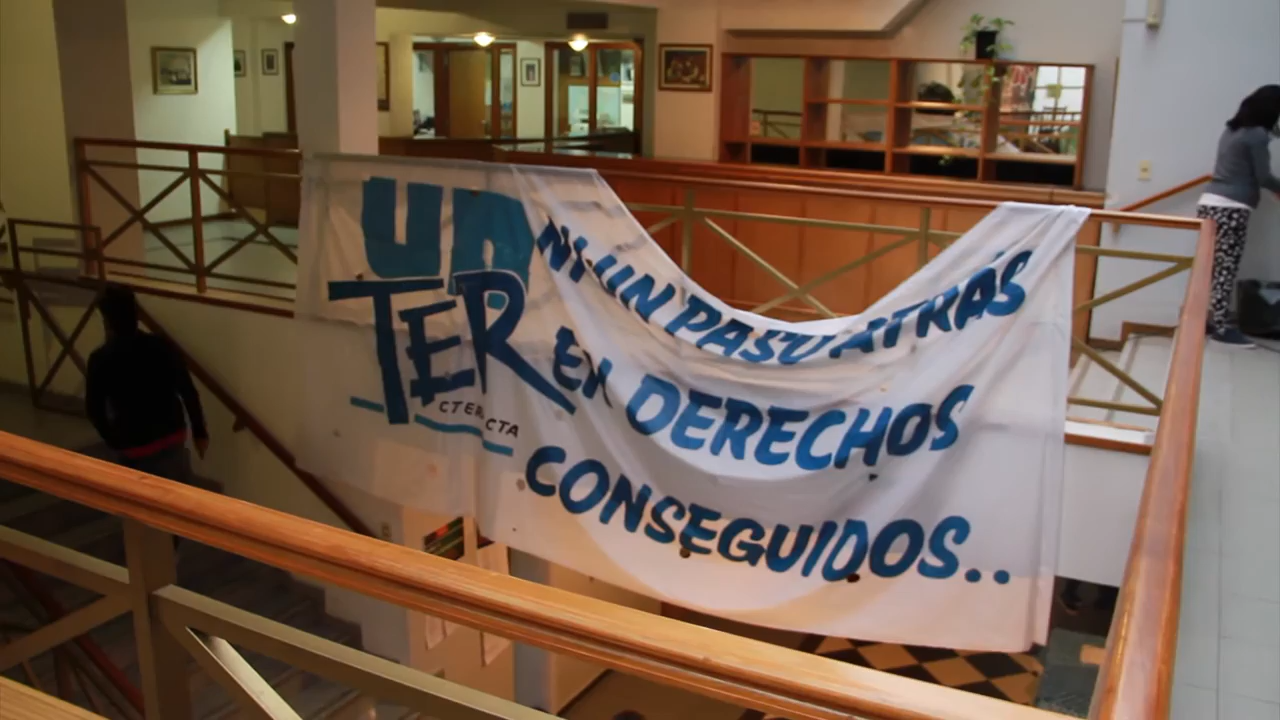 UN
TER
CTERA CTA
NI UN PASO ATRÁS
EN DERECHOS
CONSEGUIDOS..